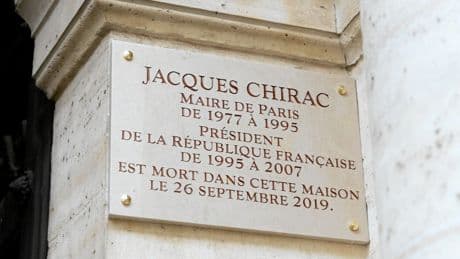 JACQUES CHIRAC
MAIRE DE PARIS
DE 1977 À 1995
PRÉSIDENT
DE LA RÉPUBLIQUE FRANÇAISE
DE 1995 À 2007
EST MORT DANS CETTE MAISON
LE 26 SEPTEMBRE 2019.